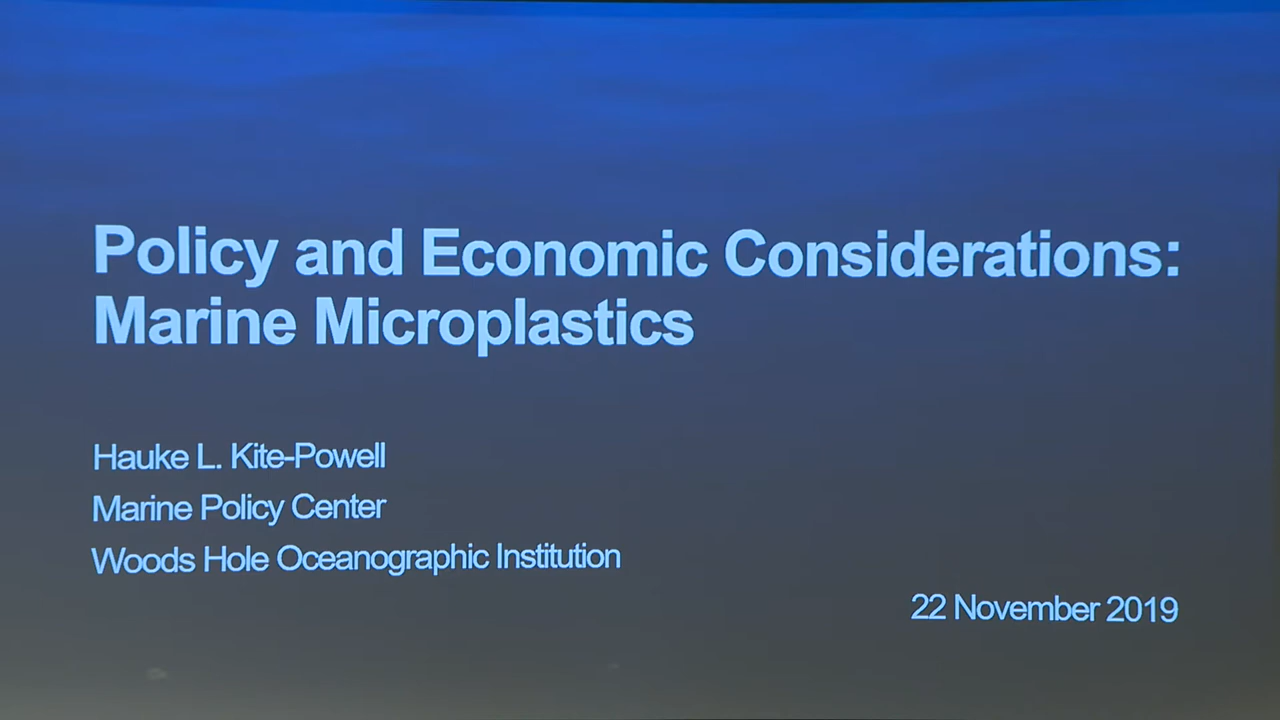 Policy and Economic Considerations:
Marine Microplastics
Hauke L. Kite-Powell
Marine Policy Center
Woods Hole Oceanographic Institution
22 November 2019